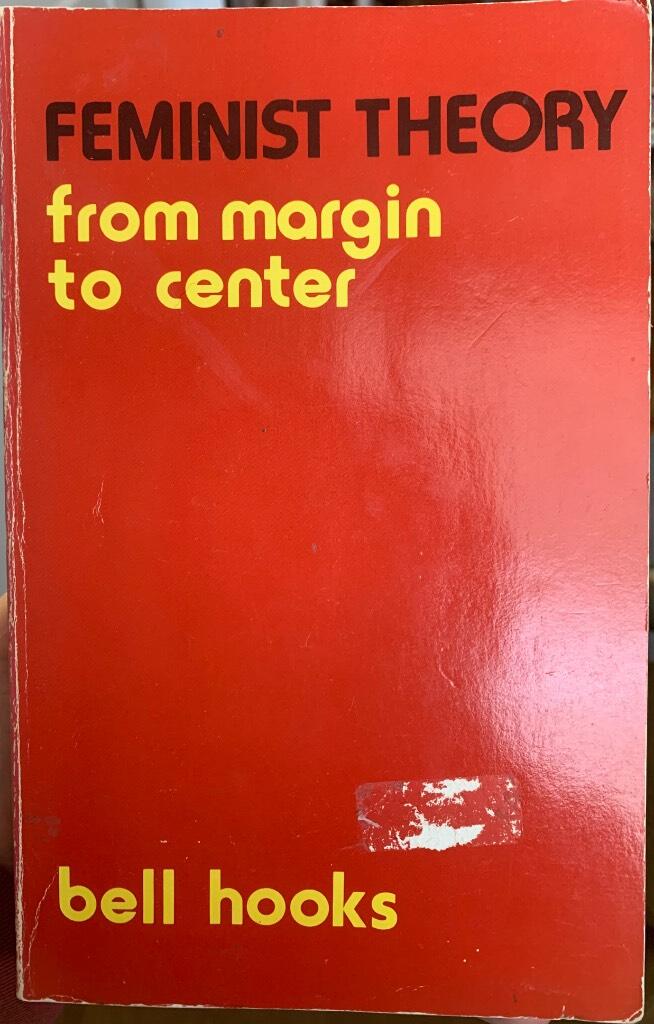 FEMINIST THEORY
from margin
to center
bell hooks